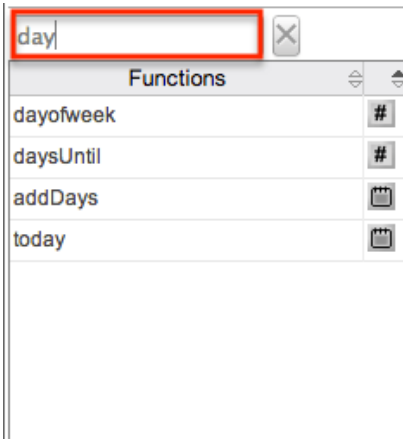 day
Functions
dayofweek #
daysUntil #
addDays
today